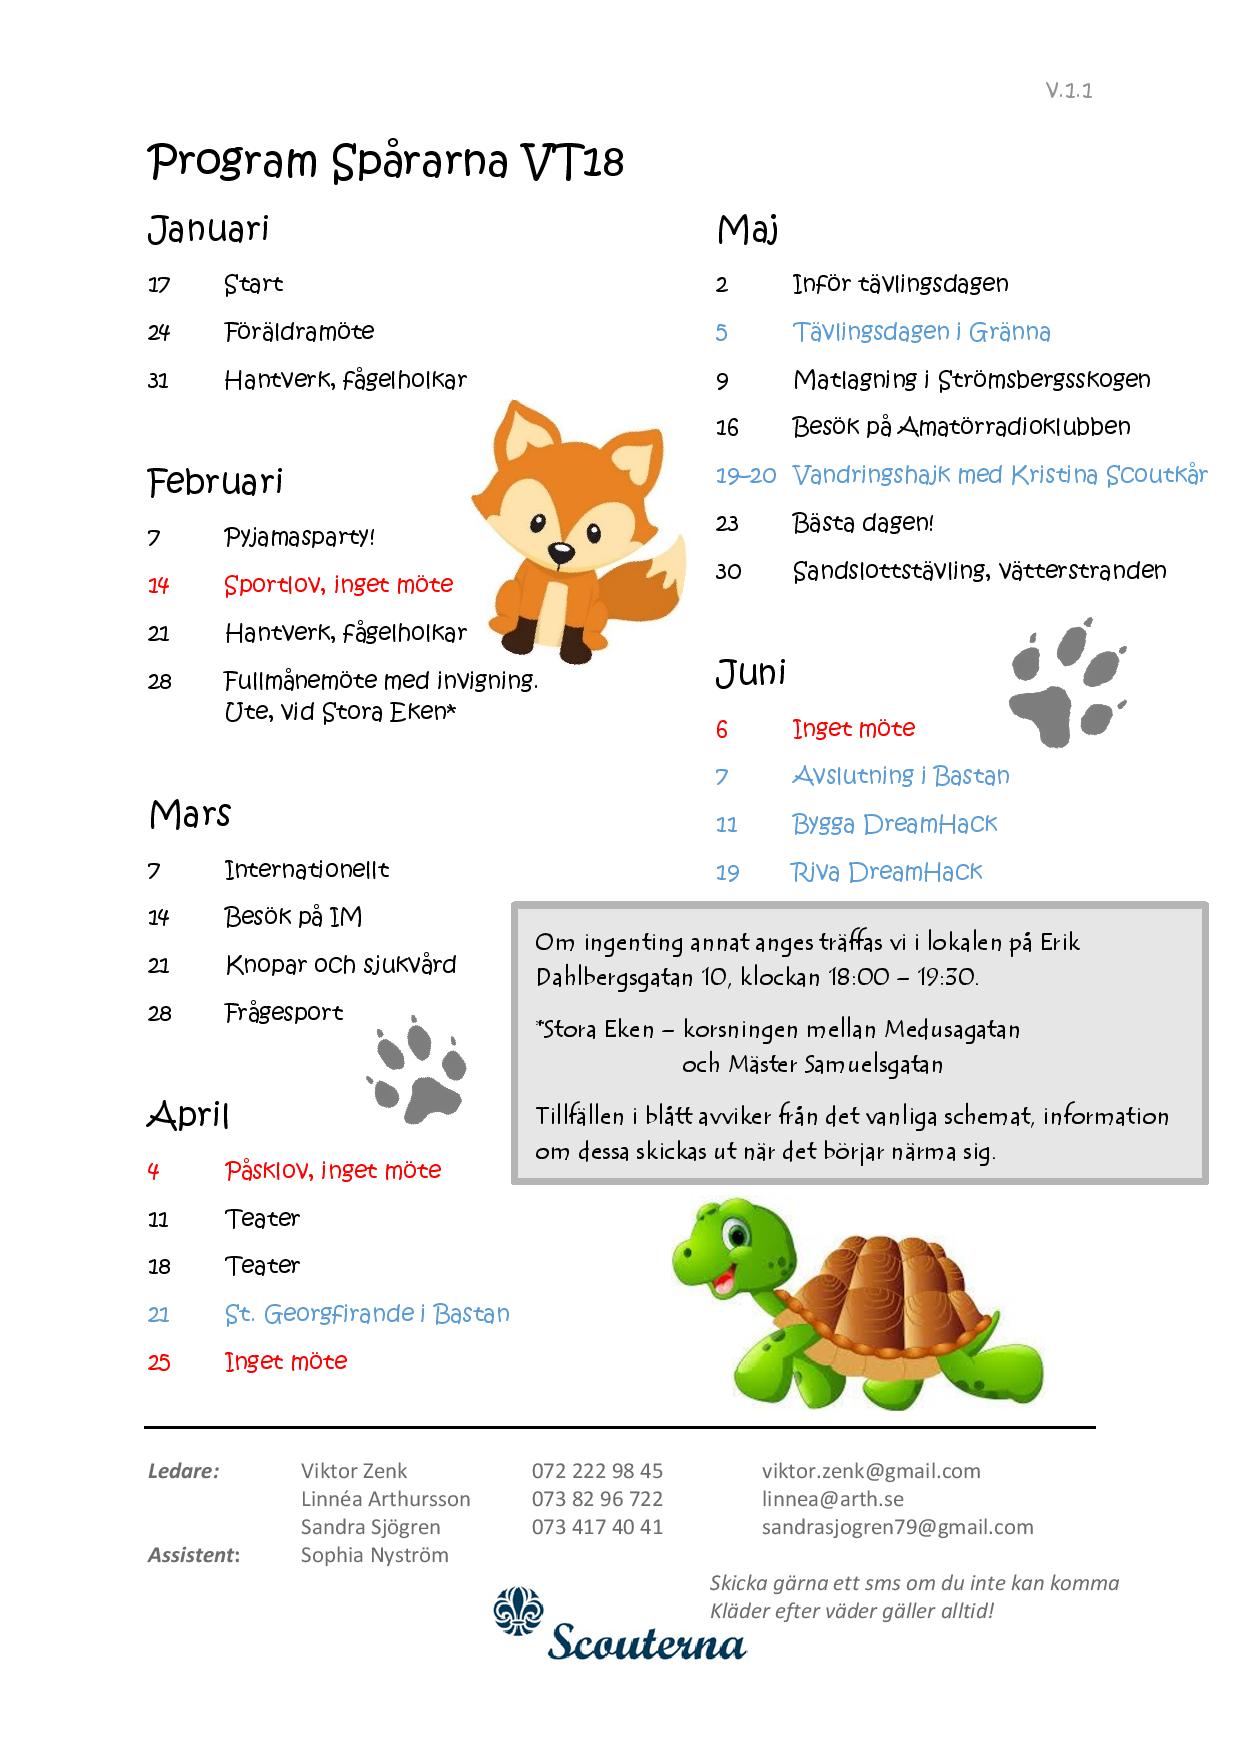 V.1.1
Program Spårarna VT18
Januari
17 Start
24 Föräldramöte
31 Hantverk, fågelholkar
Februari
7 Pyjamasparty!
14 Sportlov, inget möte
21 Hantverk, fågelholkar
28 Fullmånemöte med invigning.
Ute, vid Stora Eken*
Mars
7 Internationellt
14 Besök på IM
21 Knopar och sjukvård
28 Frågesport
April
4 Påsklov, inget möte
11 Teater
18 Teater
21 St. Georgfirande i Bastan
25 Inget möte
Maj
2 Inför tävlingsdagen
5 Tävlingsdagen i Gränna
9 Matlagning i Strömsbergsskogen
16 Besök på Amatörradioklubben
19-20 Vandringshajk med Kristina Scoutkår
23 Bästa dagen!
30 Sandslottstävling, vätterstranden
Juni
6 Inget möte
7 Avslutning i Bastan
11 Bygga DreamHack
19 Riva DreamHack
Om ingenting annat anges träffas vi i lokalen på Erik
Dahlbergsgatan 10, klockan 18:00 – 19:30.
*Stora Eken – korsningen mellan Medusagatan
och Mäster Samuelsgatan
Tillfällen i blått avviker från det vanliga schemat, information
om dessa skickas ut när det börjar närma sig.
Ledare: Viktor Zenk 072 222 98 45 viktor.zenk@gmail.com
Linnéa Arthursson 073 82 96 722 linnea@arth.se
Sandra Sjögren 073 417 40 41 sandrasjogren79@gmail.com
Assistent: Sophia Nyström
Skicka gärna ett sms om du inte kan komma
Kläder efter väder gäller alltid!
Scouterna